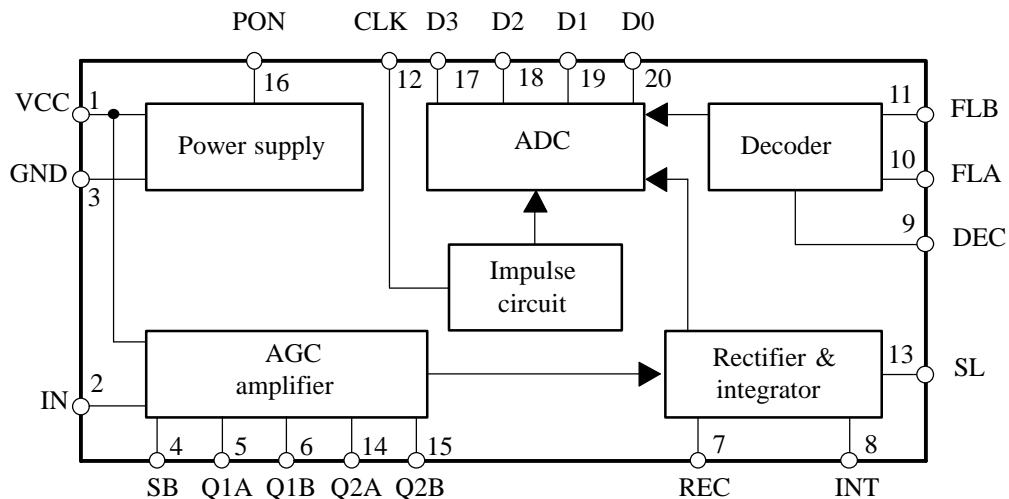 PON CLK D3 D2 D1 D0
16 12 17 18 19 20
VCC 1
11 FLB
Power supply
ADC
Decoder
GND 3
10 FLA
9 DEC
Impulse
circuit
AGC
amplifier
Rectifier &
integrator
13 SL
IN 2
4 5 6 14 15 7 8
SB Q1A Q1B Q2A Q2B REC INT